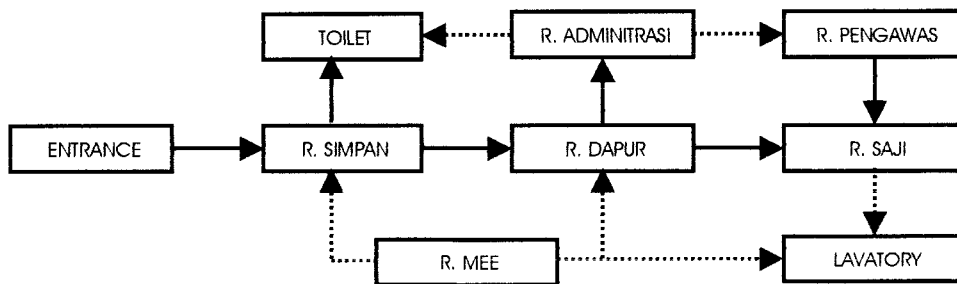 TOILET
R. ADMINITRASI
R. PENGAWAS
ENTRANCE
R. SIMPAN
R. DAPUR
R. SAJI
R. MEE
LAVATORY